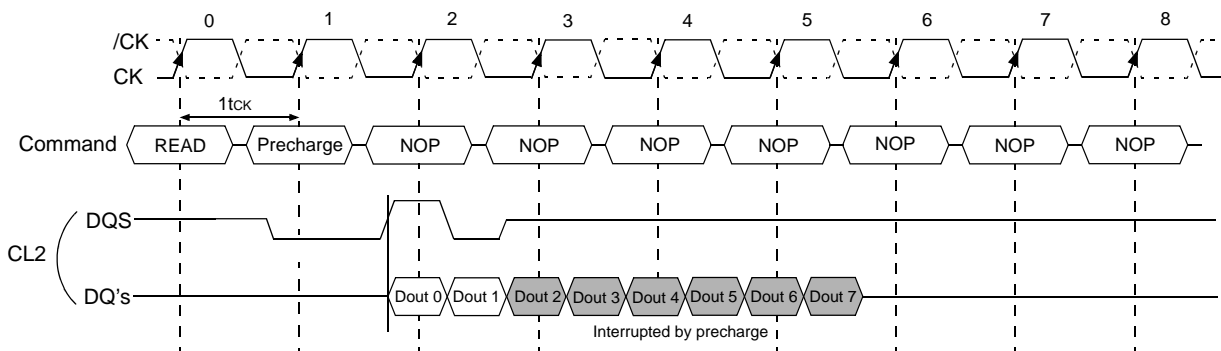 0 1 2 3 4 5 6 7 8
/CK
CK
1tCK
Command READ Precharge NOP NOP NOP NOP NOP NOP NOP
DQS
CL2
DQ's Dout 0 Dout 1 Dout 2 Dout 3 Dout 4 Dout 5 Dout 6 Dout 7
Interrupted by precharge